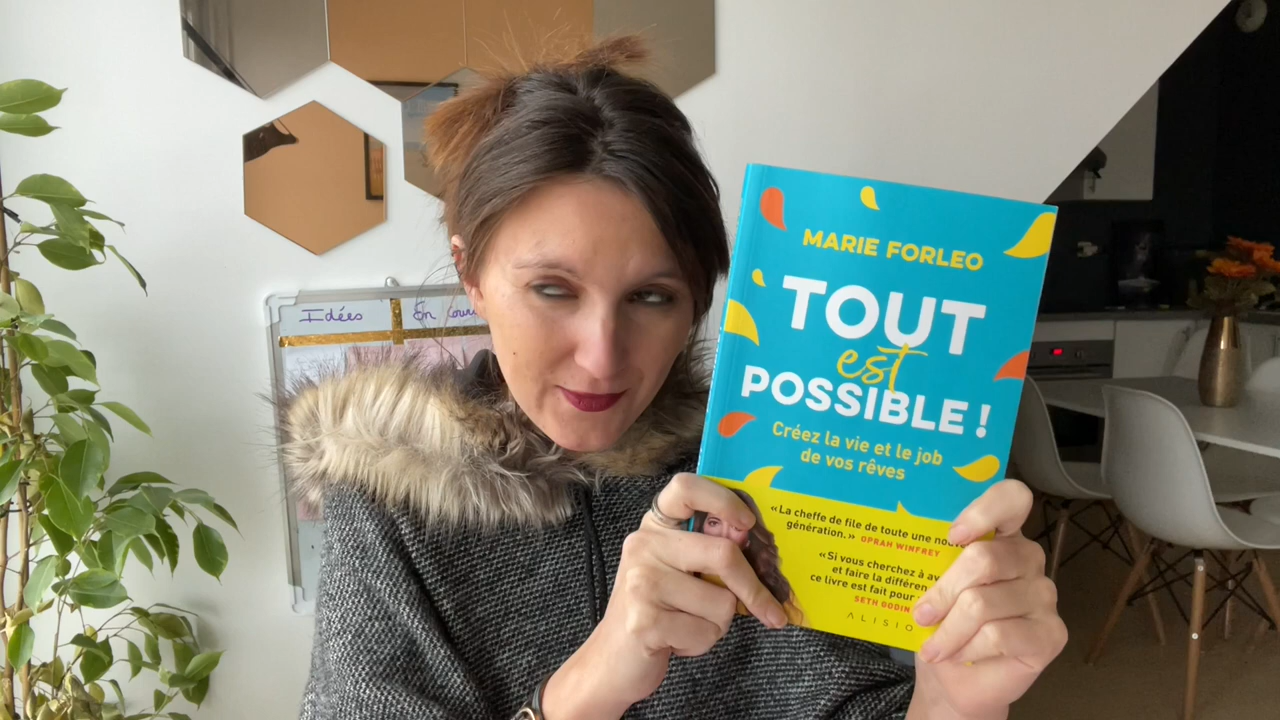 Idées
En cours
MARIE FORLEO
TOUT
est
POSSIBLE !
Créez la vie et le job
de vos rêves
«La cheffe de file de toute une
génération.» OPRAH WINFREY
«Si vous cherchez à
et faire la
ce livre est fait pour
SETH GODIN
ALISIO